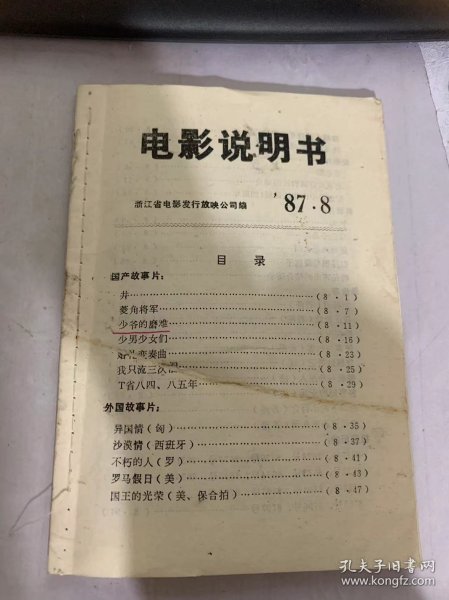 电影说明书
浙江省电影发行放映公司编 '87·8
目录
国产故事片：
井……(8·1)
菱角将军……(8·7)
少爷的磨难……(8·11)
少男少女们……(8·16)
变奏曲……(8·23)
我只流三次泪……(8·25)
T省八四、八五年……(8·29)
外国故事片：
异国情(匈)……(8·35)
沙漠情(西班牙)……(8·37)
不朽的人(罗)……(8·41)
罗马假日(美)……(8·43)
国王的光荣(美、保合拍)……(8·47)
孔夫子旧书网
www.kongfz.com